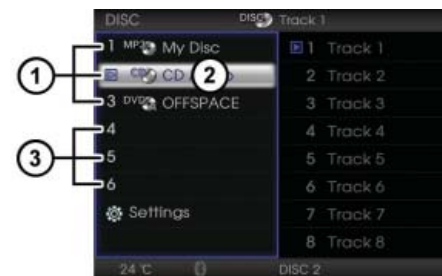 DISC DISC Track 1
1 MP3 My Disc
CD CD
3 DVD OFFSPACE
4
5
6
Settings
1 Track 1
2 Track 2
3 Track 3
4 Track 4
5 Track 5
6 Track 6
7 Track 7
8 Track 8
24°C DISC 2
1
2
3